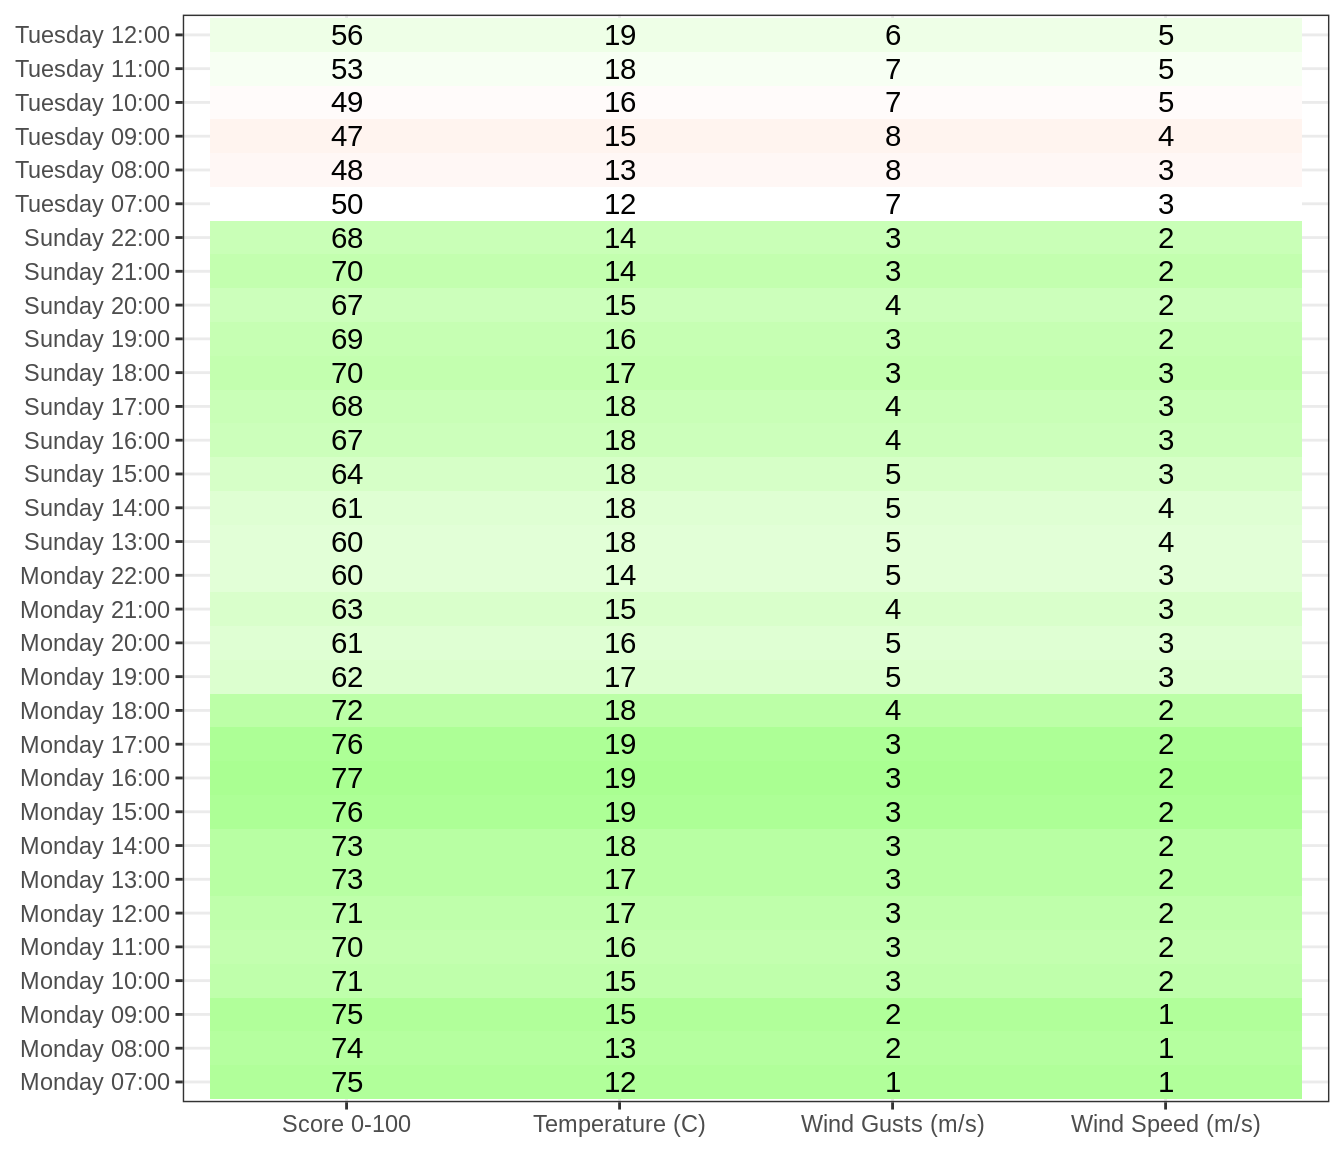 Tuesday 12:00 56 19 6 5
Tuesday 11:00 53 18 7 5
Tuesday 10:00 49 16 7 5
Tuesday 09:00 47 15 8 4
Tuesday 08:00 48 13 8 3
Tuesday 07:00 50 12 7 3
Sunday 22:00 68 14 3 2
Sunday 21:00 70 14 3 2
Sunday 20:00 67 15 4 2
Sunday 19:00 69 16 3 2
Sunday 18:00 70 17 3 3
Sunday 17:00 68 18 4 3
Sunday 16:00 67 18 4 3
Sunday 15:00 64 18 5 3
Sunday 14:00 61 18 5 4
Sunday 13:00 60 18 5 4
Monday 22:00 60 14 5 3
Monday 21:00 63 15 4 3
Monday 20:00 61 16 5 3
Monday 19:00 62 17 5 3
Monday 18:00 72 18 4 2
Monday 17:00 76 19 3 2
Monday 16:00 77 19 3 2
Monday 15:00 76 19 3 2
Monday 14:00 73 18 3 2
Monday 13:00 73 17 3 2
Monday 12:00 71 17 3 2
Monday 11:00 70 16 3 2
Monday 10:00 71 15 3 2
Monday 09:00 75 15 2 1
Monday 08:00 74 13 2 1
Monday 07:00 75 12 1 1
Score 0-100 Temperature (C) Wind Gusts (m/s) Wind Speed (m/s)